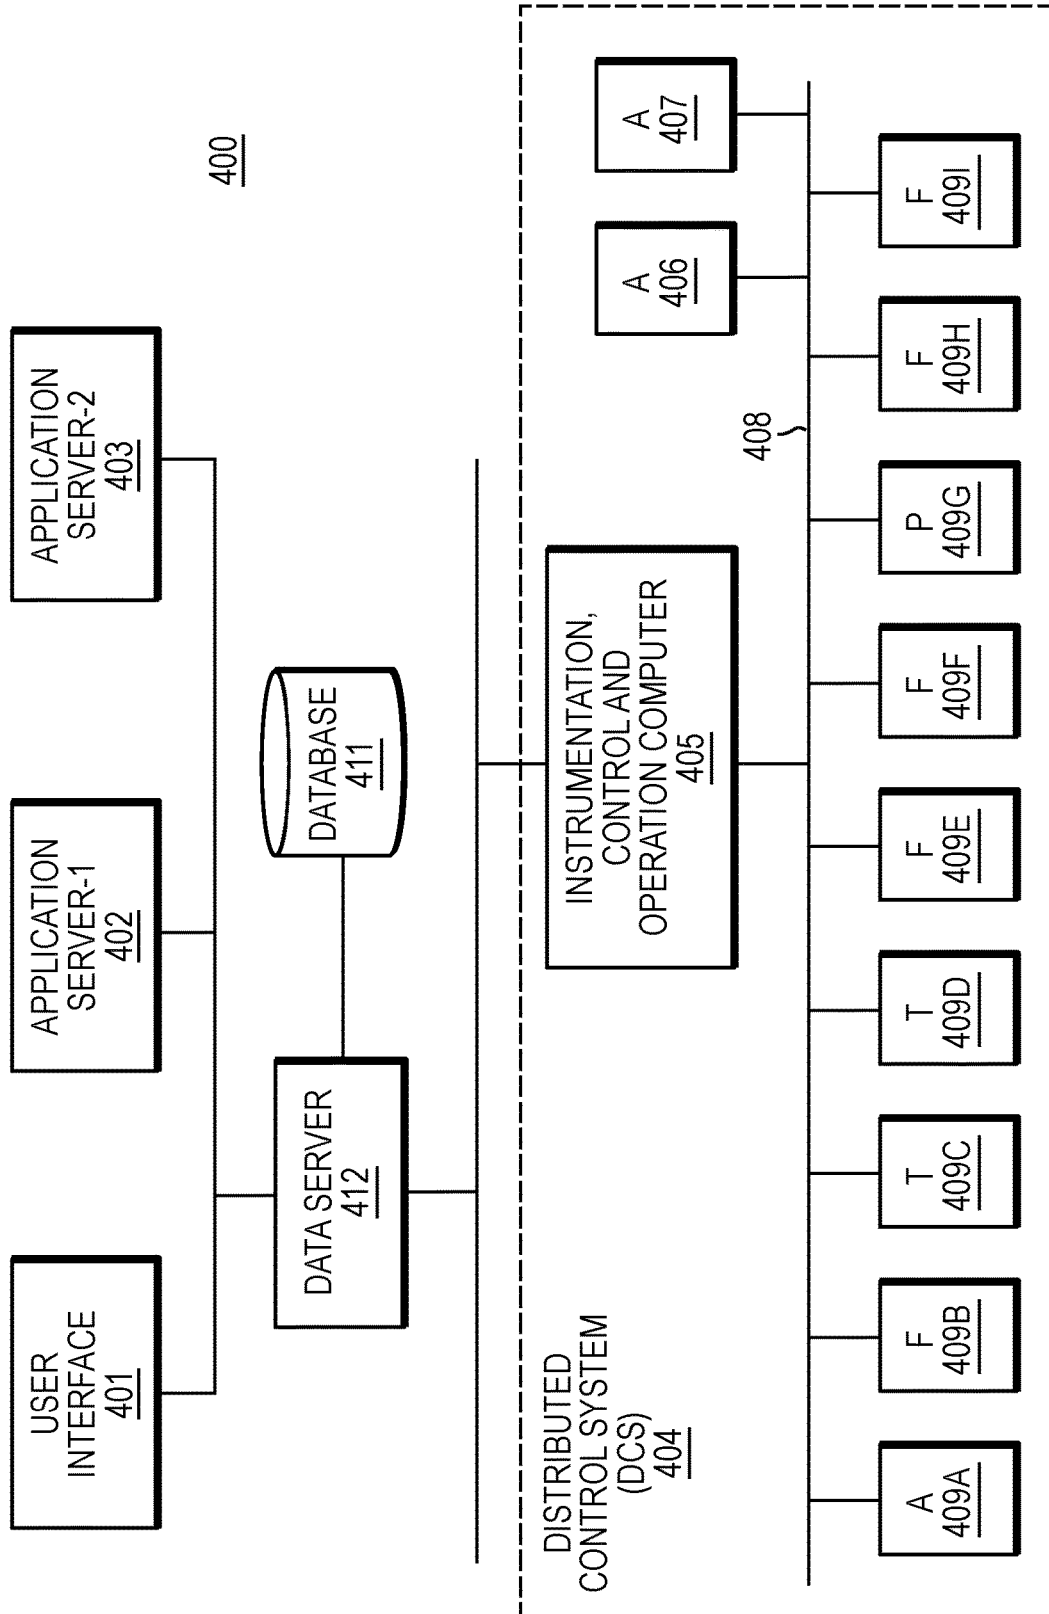 400
USER
INTERFACE
401
APPLICATION
SERVER-1
402
APPLICATION
SERVER-2
403
DATA SERVER
412
DATABASE
411
DISTRIBUTED
CONTROL SYSTEM
(DCS)
404
INSTRUMENTATION,
CONTROL AND
OPERATION COMPUTER
405
A
406
A
407
408
A
409A
F
409B
T
409C
T
409D
F
409E
F
409F
P
409G
F
409H
F
409I